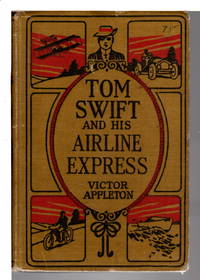 TOM
SWIFT
AND HIS
AIRLINE
EXPRESS
VICTOR
APPLETON